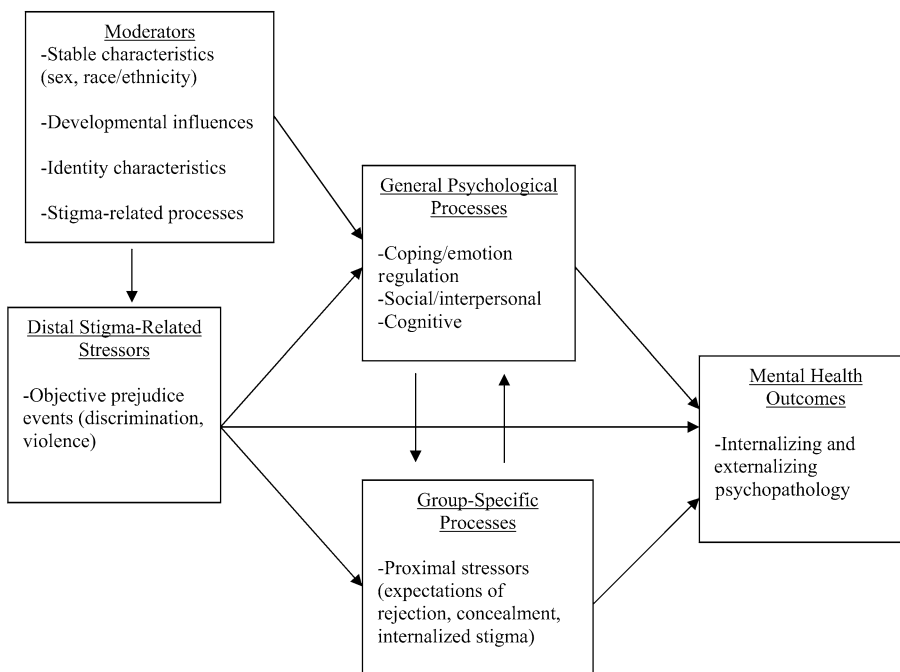 Moderators
-Stable characteristics
(sex, race/ethnicity)
-Developmental influences
-Identity characteristics
-Stigma-related processes
General Psychological
Processes
-Coping/emotion
regulation
-Social/interpersonal
-Cognitive
Distal Stigma-Related
Stressors
-Objective prejudice
events (discrimination,
violence)
Mental Health
Outcomes
-Internalizing and
externalizing
psychopathology
Group-Specific
Processes
-Proximal stressors
(expectations of
rejection, concealment,
internalized stigma)